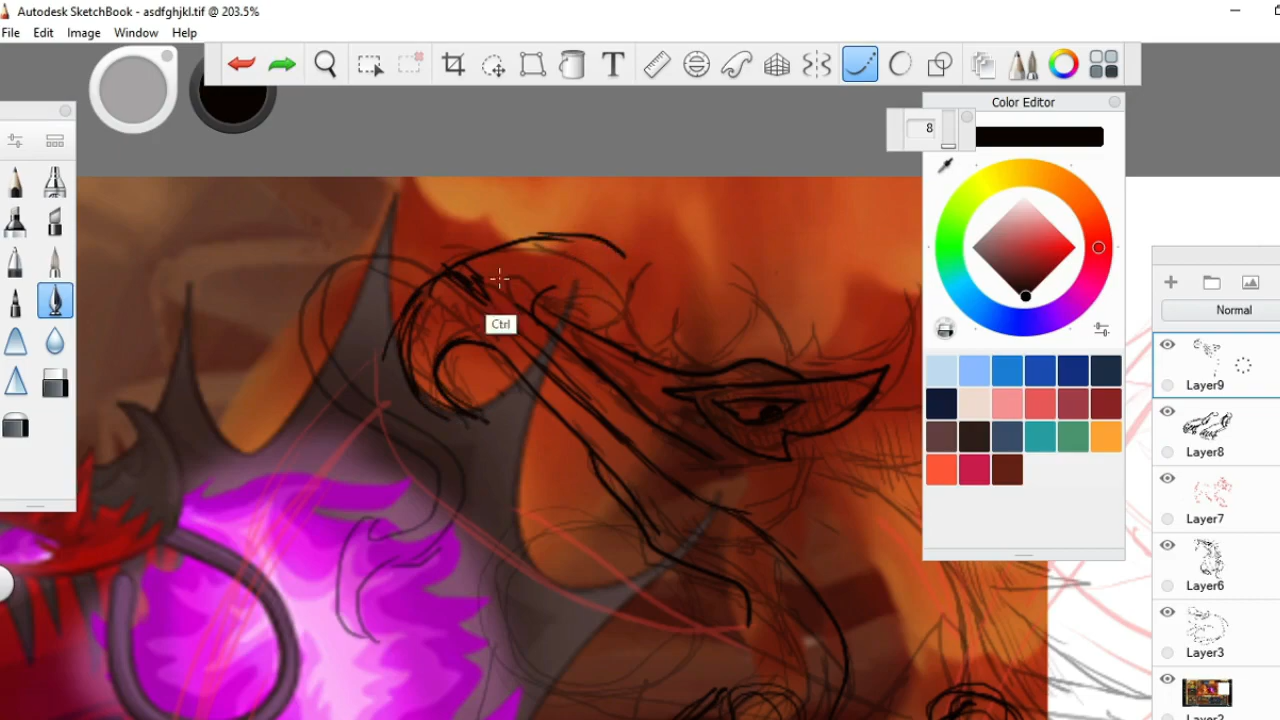 Autodesk SketchBook - asdfghjkl.tif @ 203.5%
File Edit Image Window Help
T
Color Editor
8
Ctrl
Normal
Layer9
Layer8
Layer7
Layer6
Layer3